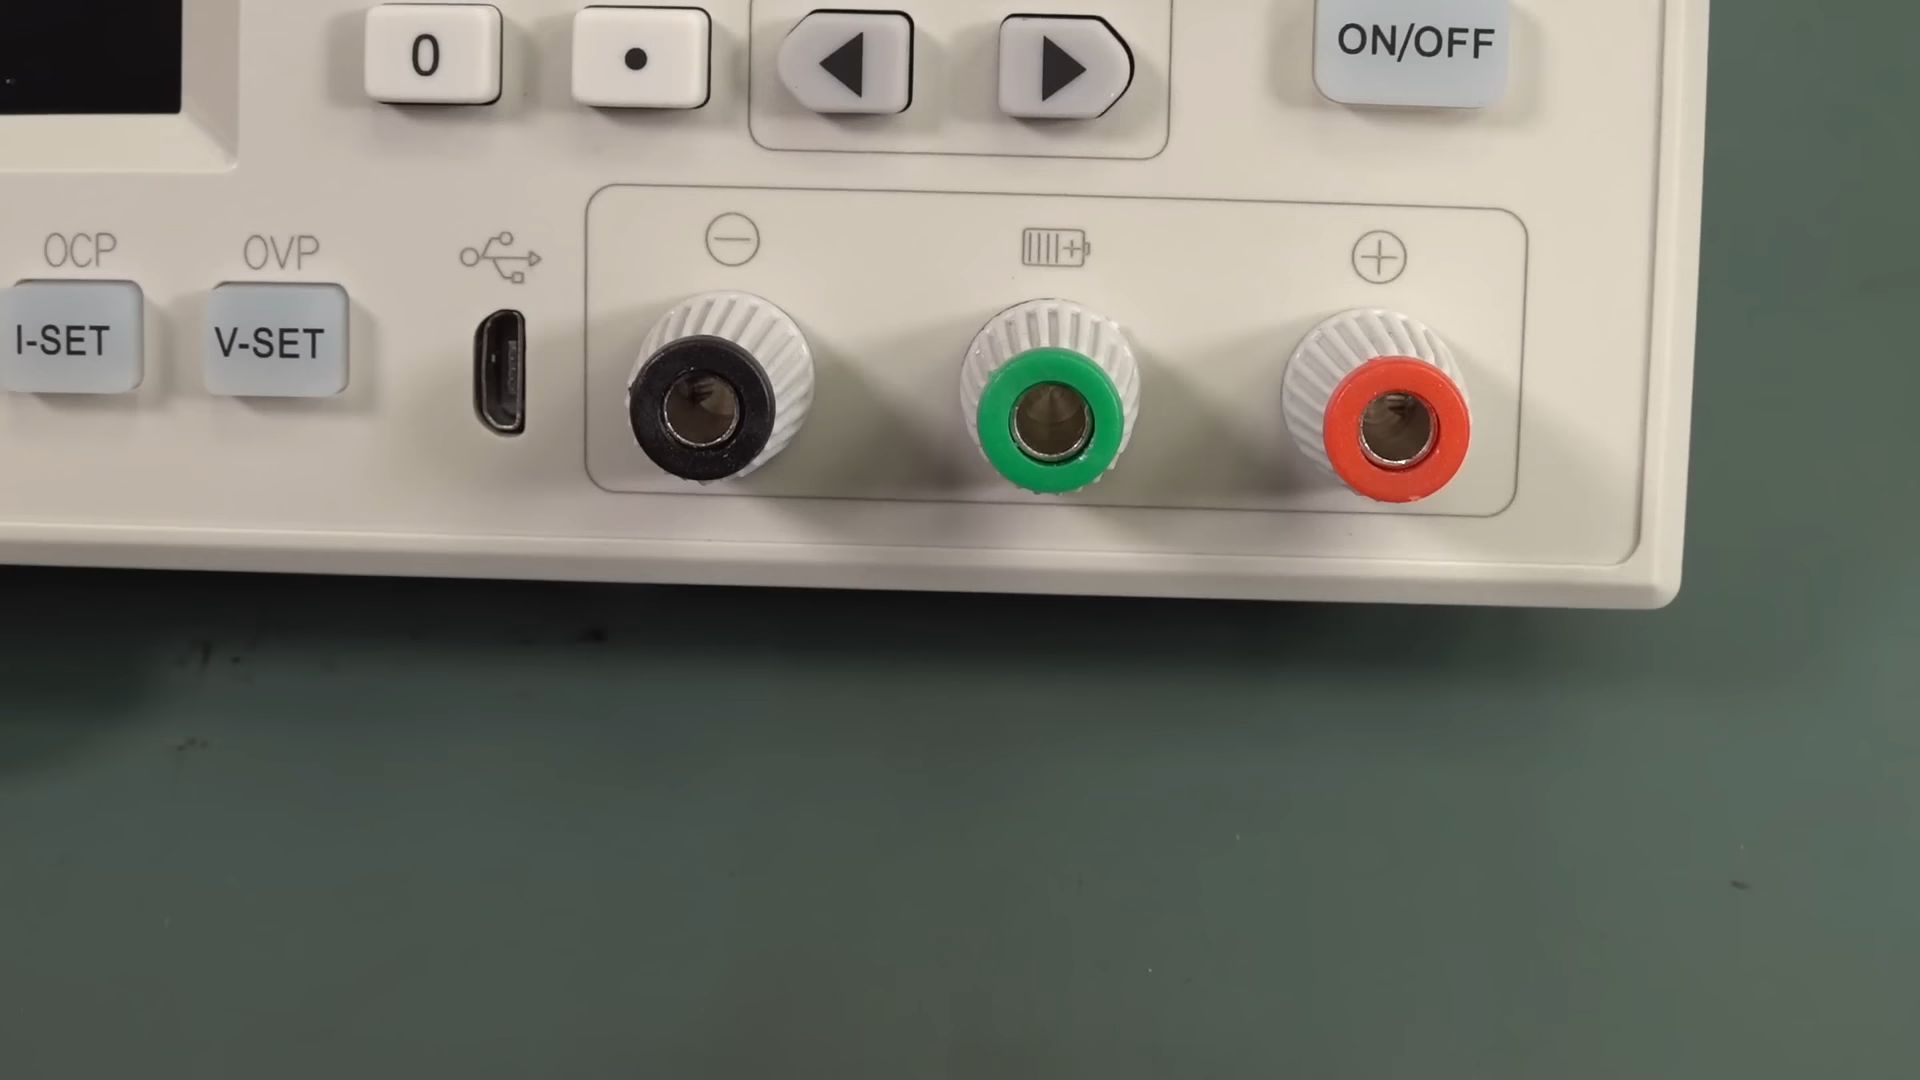 0
ON/OFF
OCP
OVP
I-SET
V-SET